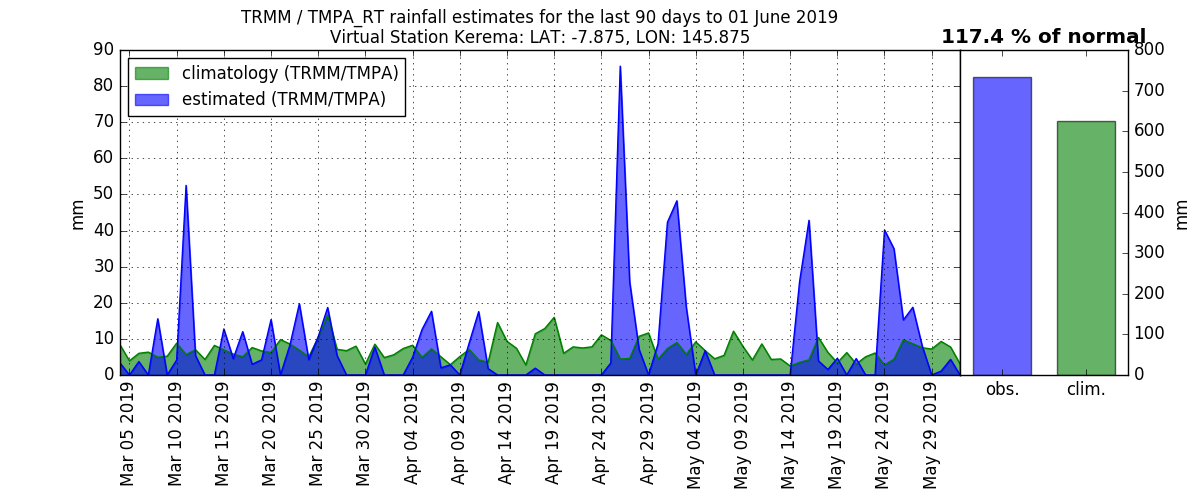 TRMM / TMPA_RT rainfall estimates for the last 90 days to 01 June 2019
Virtual Station Kerema: LAT: -7.875, LON: 145.875
117.4 % of normal
climatology (TRMM/TMPA)
estimated (TRMM/TMPA)
90
80
70
60
50
40
30
20
10
0
mm
Mar 05 2019
Mar 10 2019
Mar 15 2019
Mar 20 2019
Mar 25 2019
Mar 30 2019
Apr 04 2019
Apr 09 2019
Apr 14 2019
Apr 19 2019
Apr 24 2019
Apr 29 2019
May 04 2019
May 09 2019
May 14 2019
May 19 2019
May 24 2019
May 29 2019
obs.
clim.
800
700
600
500
400
300
200
100
0
mm